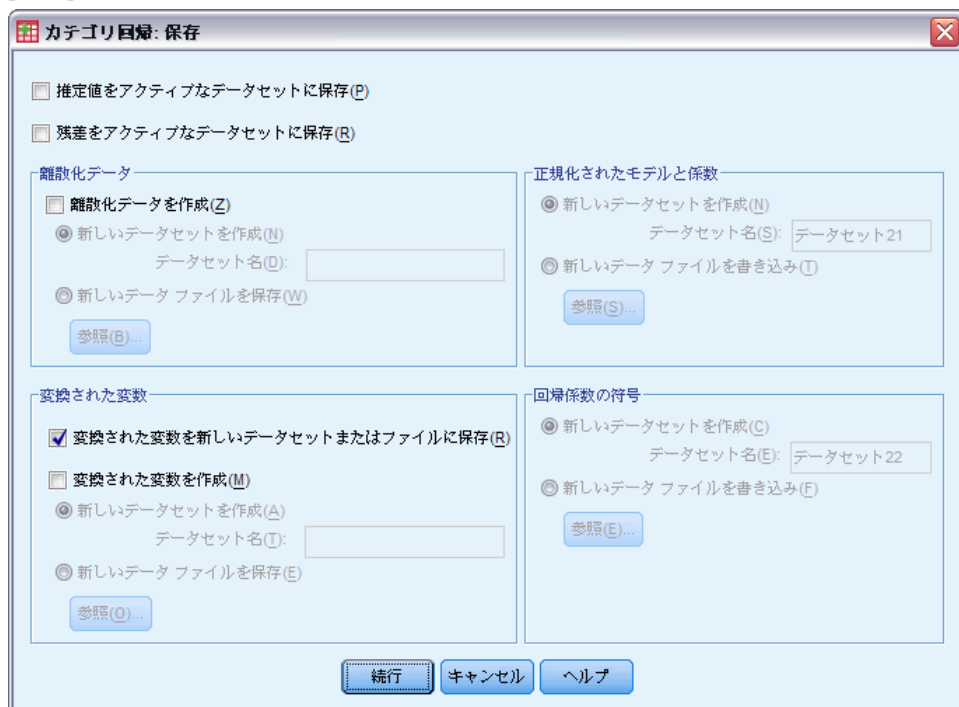 カテゴリ回帰: 保存
推定値をアクティブなデータセットに保存(P)
残差をアクティブなデータセットに保存(R)
離散化データ
離散化データを作成(Z)
新しいデータセットを作成(N)
データセット名(D):
新しいデータ ファイルを保存(W)
参照(B)...
正規化されたモデルと係数
新しいデータセットを作成(N)
データセット名(S): データセット21
新しいデータ ファイルを書き込み(T)
参照(S)...
変換された変数
変換された変数を新しいデータセットまたはファイルに保存(R)
変換された変数を作成(M)
新しいデータセットを作成(A)
データセット名(T):
新しいデータ ファイルを保存(E)
参照(O)...
回帰係数の符号
新しいデータセットを作成(C)
データセット名(E): データセット22
新しいデータ ファイルを書き込み(F)
参照(E)...
続行 キャンセル ヘルプ